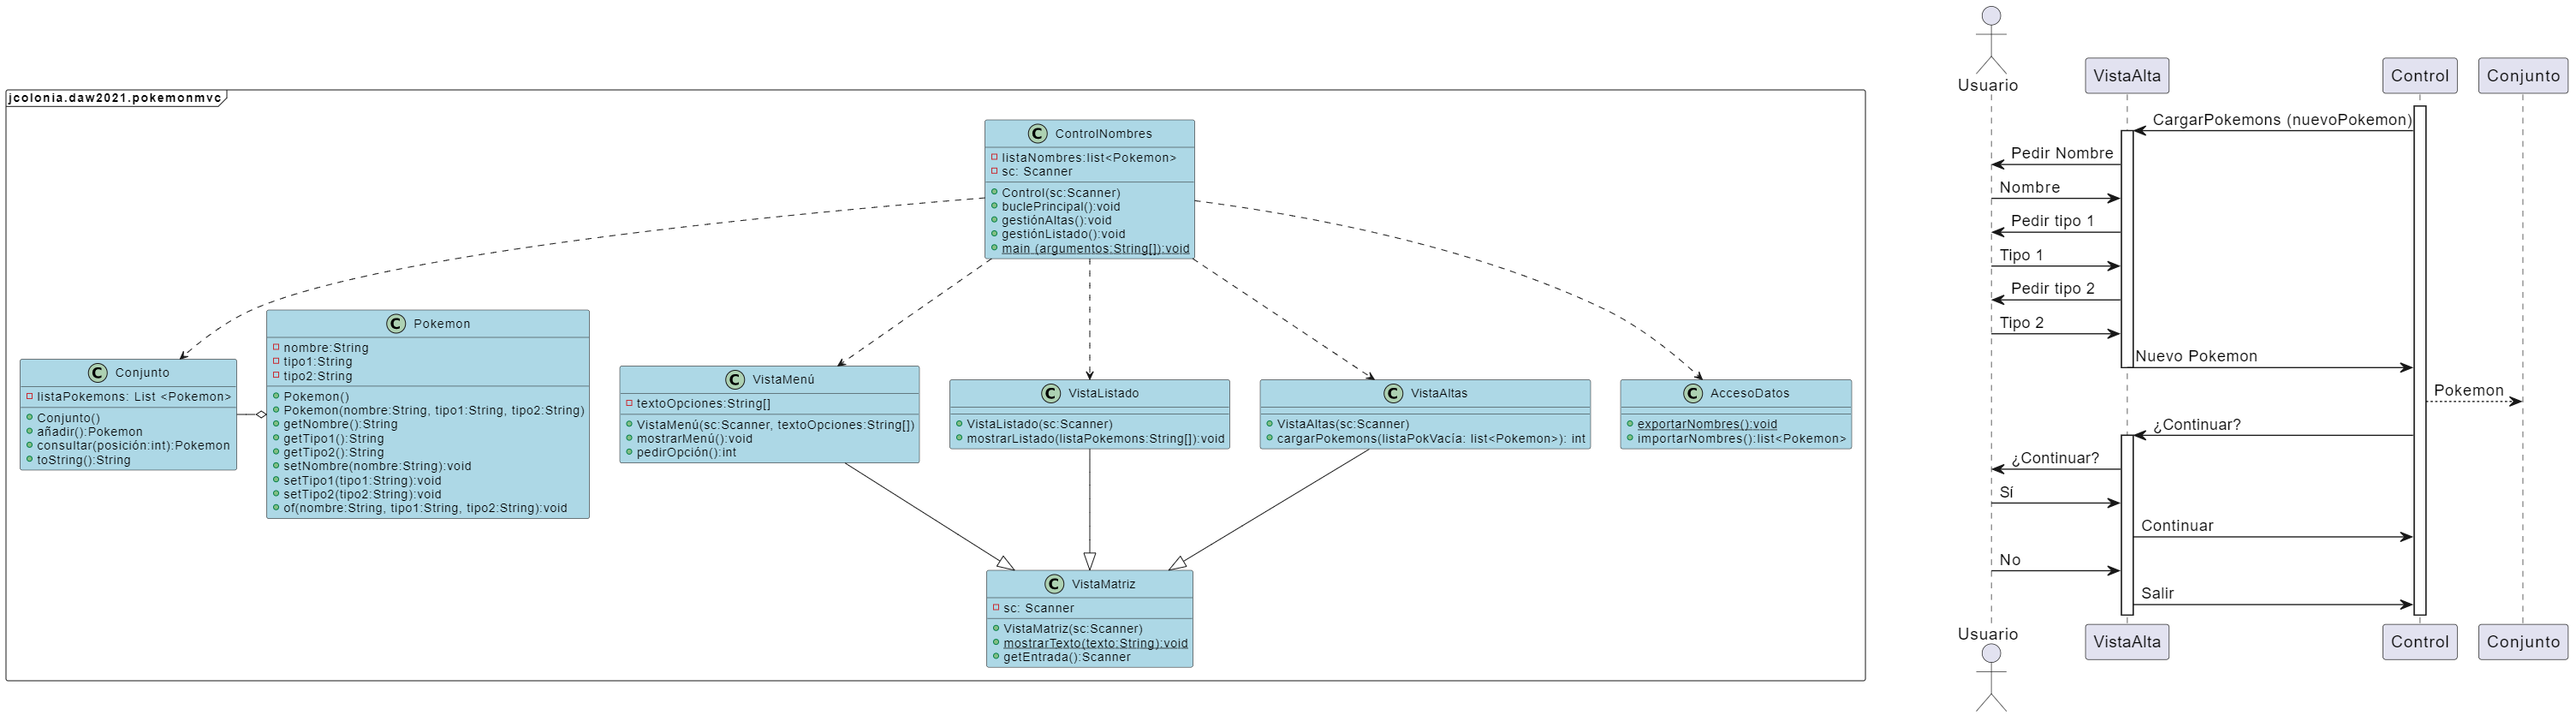 jcolonia.daw2021.pokemonmvc
C ControlNombres
listaNombres:list<Pokemon>
sc: Scanner
Control(sc:Scanner)
buclePrincipal():void
gestiónAltas():void
gestiónListado():void
main (argumentos:String[]):void
C Conjunto
listaPokemons: List <Pokemon>
Conjunto()
añadir():Pokemon
consultar(posición:int):Pokemon
toString():String
C Pokemon
nombre:String
tipo1:String
tipo2:String
Pokemon()
Pokemon(nombre:String, tipo1:String, tipo2:String)
getNombre():String
getTipo1():String
getTipo2():String
setNombre(nombre:String):void
setTipo1(tipo1:String):void
setTipo2(tipo2:String):void
of(nombre:String, tipo1:String, tipo2:String):void
C VistaMenú
textoOpciones:String[]
VistaMenú(sc:Scanner, textoOpciones:String[])
mostrarMenú():void
pedirOpción():int
C VistaListado
VistaListado(sc:Scanner)
mostrarListado(listaPokemons:String[]):void
C VistaAltas
VistaAltas(sc:Scanner)
cargarPokemons(listaPokVacía: list<Pokemon>): int
C AccesoDatos
exportarNombres():void
importarNombres():list<Pokemon>
C VistaMatriz
sc: Scanner
VistaMatriz(sc:Scanner)
mostrarTexto(texto:String):void
getEntrada():Scanner
Usuario
VistaAlta
Control
Conjunto
CargarPokemons (nuevoPokemon)
Pedir Nombre
Nombre
Pedir tipo 1
Tipo 1
Pedir tipo 2
Tipo 2
Nuevo Pokemon
Pokemon
¿Continuar?
¿Continuar?
Sí
Continuar
No
Salir
Usuario
VistaAlta
Control
Conjunto